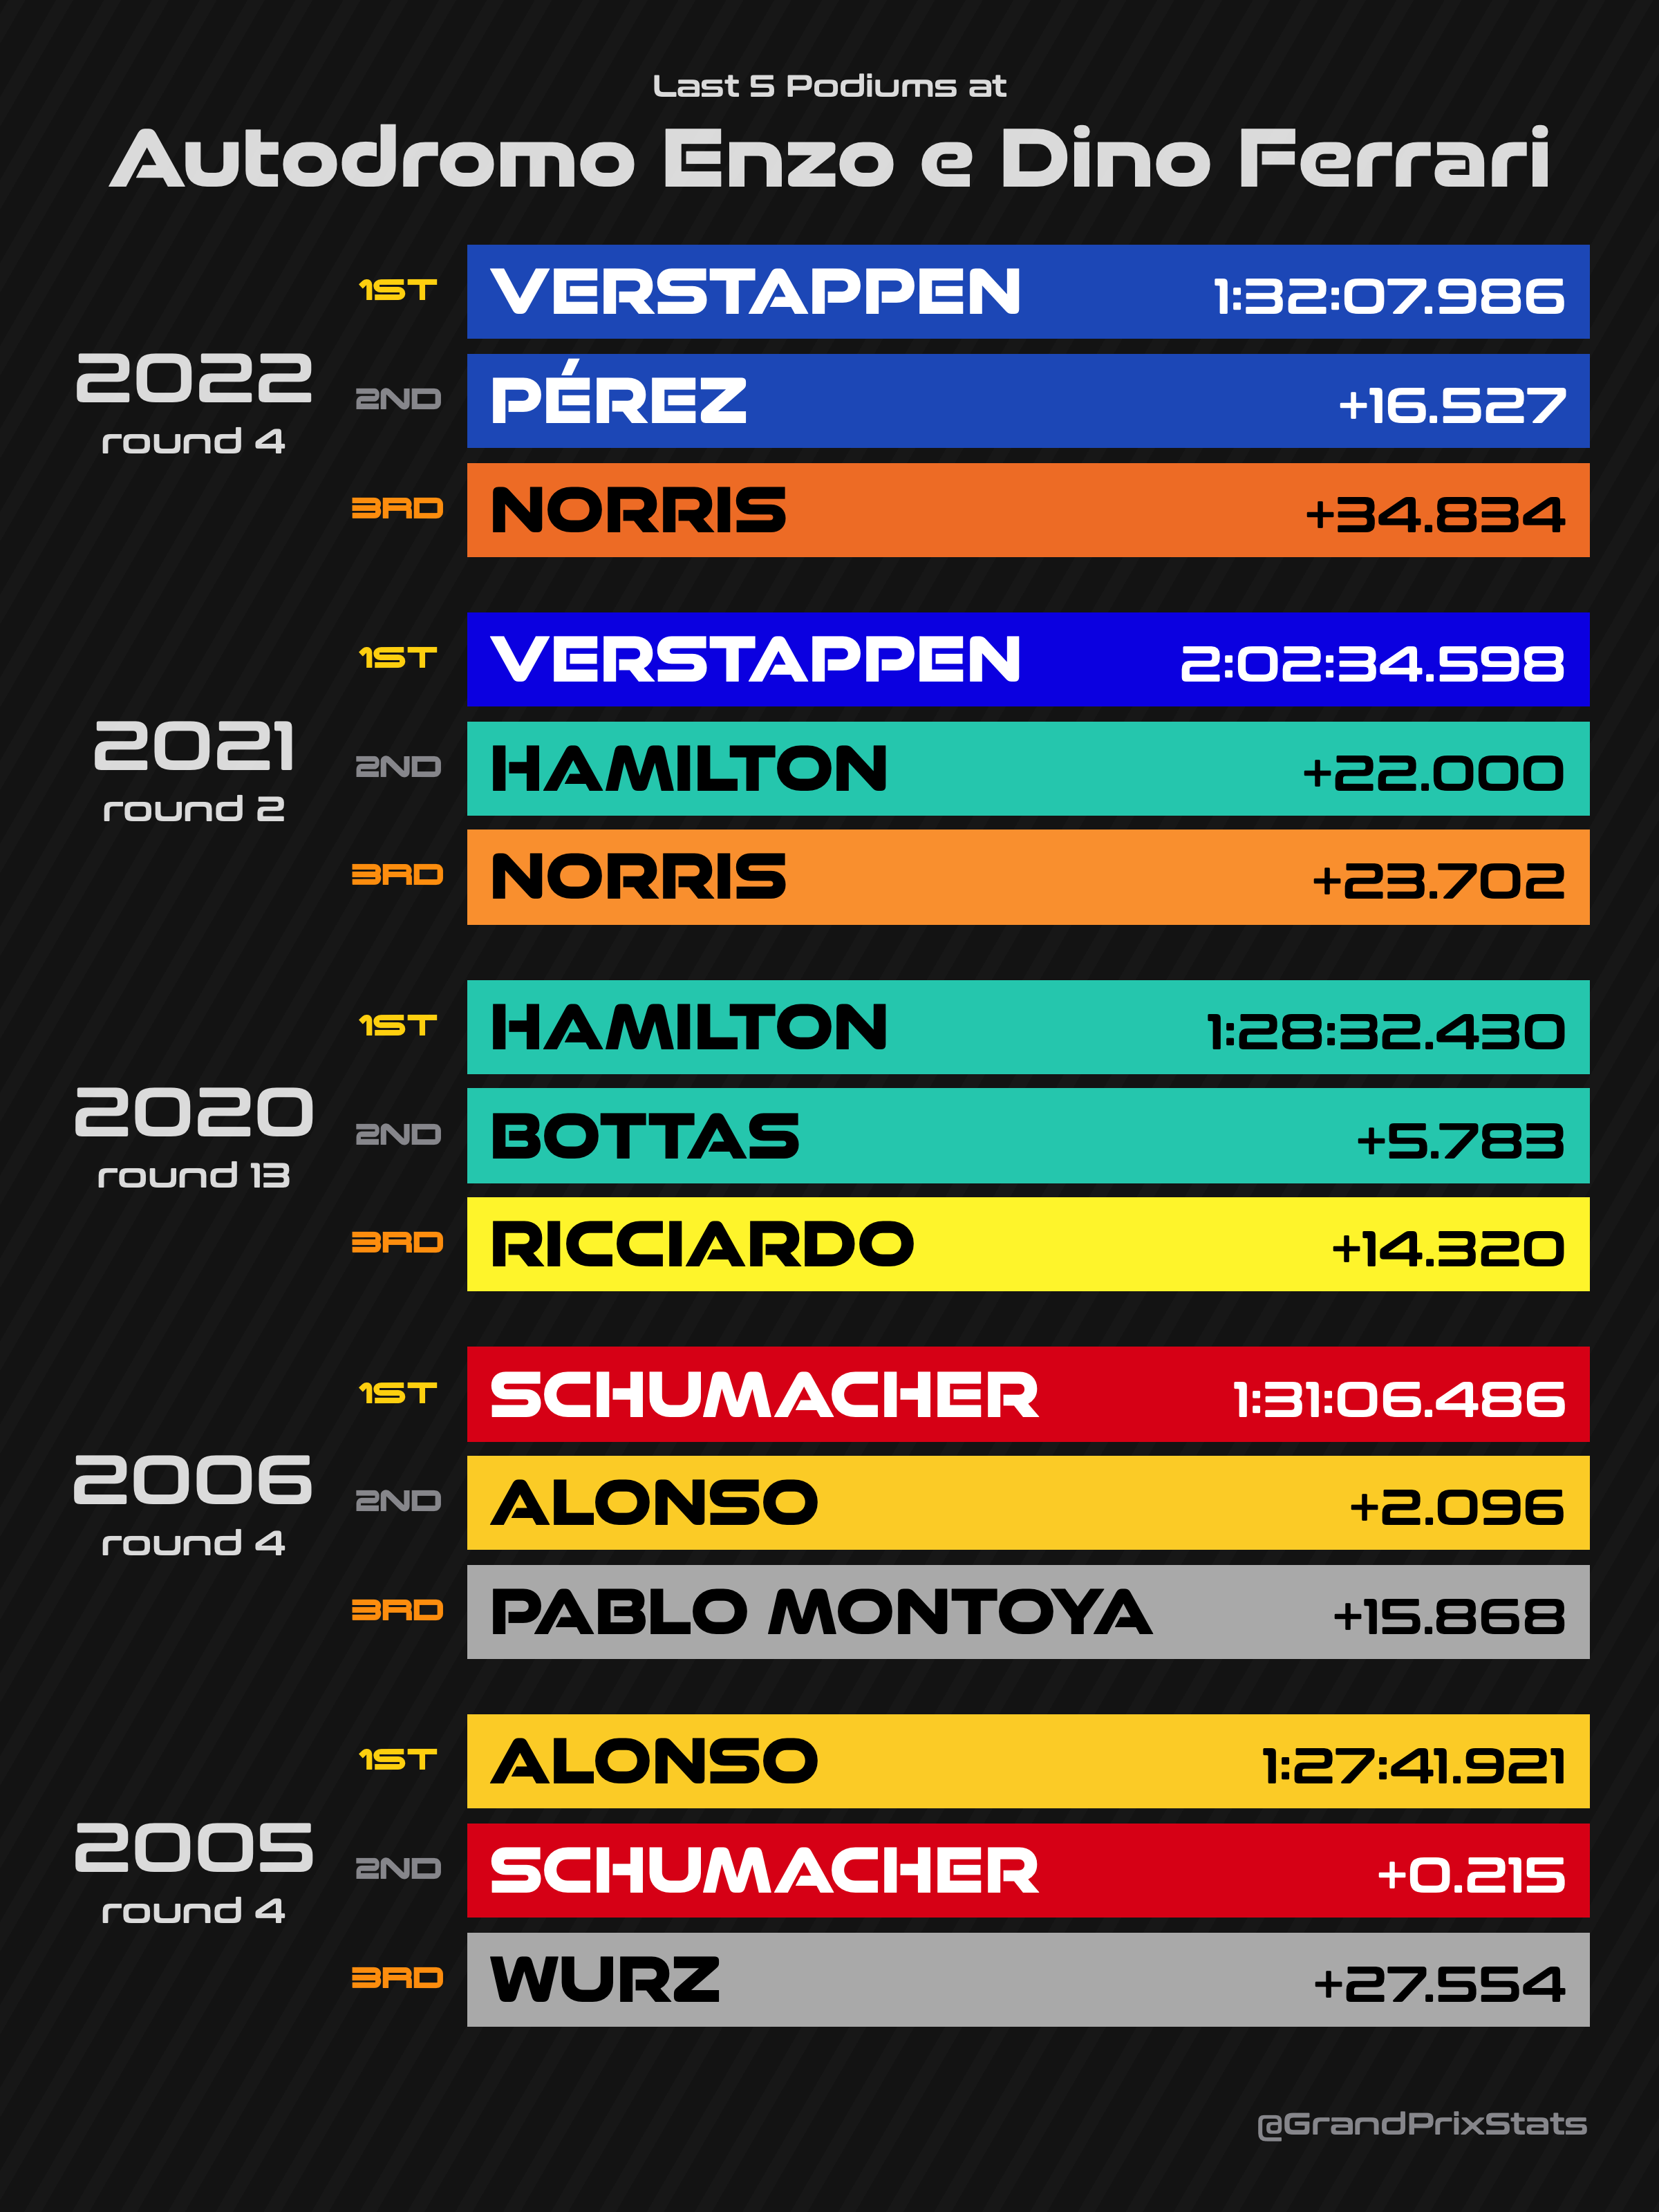 Last 5 Podiums at
Autodromo Enzo e Dino Ferrari
2022
round 4
1ST VERSTAPPEN 1:32:07.986
2ND PÉREZ +16.527
3RD NORRIS +34.834
2021
round 2
1ST VERSTAPPEN 2:02:34.598
2ND HAMILTON +22.000
3RD NORRIS +23.702
2020
round 13
1ST HAMILTON 1:28:32.430
2ND BOTTAS +5.783
3RD RICCIARDO +14.320
2006
round 4
1ST SCHUMACHER 1:31:06.486
2ND ALONSO +2.096
3RD PABLO MONTOYA +15.868
2005
round 4
1ST ALONSO 1:27:41.921
2ND SCHUMACHER +0.215
3RD WURZ +27.554
@GrandPrixStats